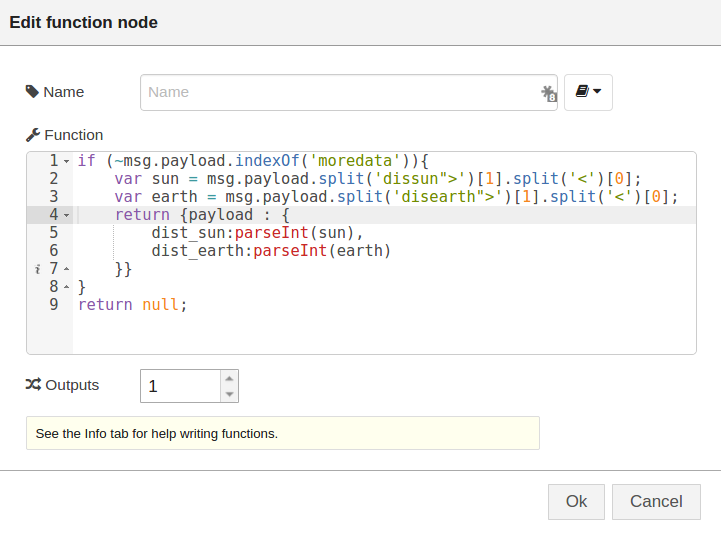 Edit function node
Name
Name
8
Function
1 if (~msg.payload.indexOf('moredata')){
2     var sun = msg.payload.split('dissun">')[1].split('<')[0];
3     var earth = msg.payload.split('disearth">')[1].split('<')[0];
4     return {payload : {
5         dist_sun:parseInt(sun),
6         dist_earth:parseInt(earth)
i 7     }}
8 }
9 return null;
Outputs
1
See the Info tab for help writing functions.
Ok
Cancel